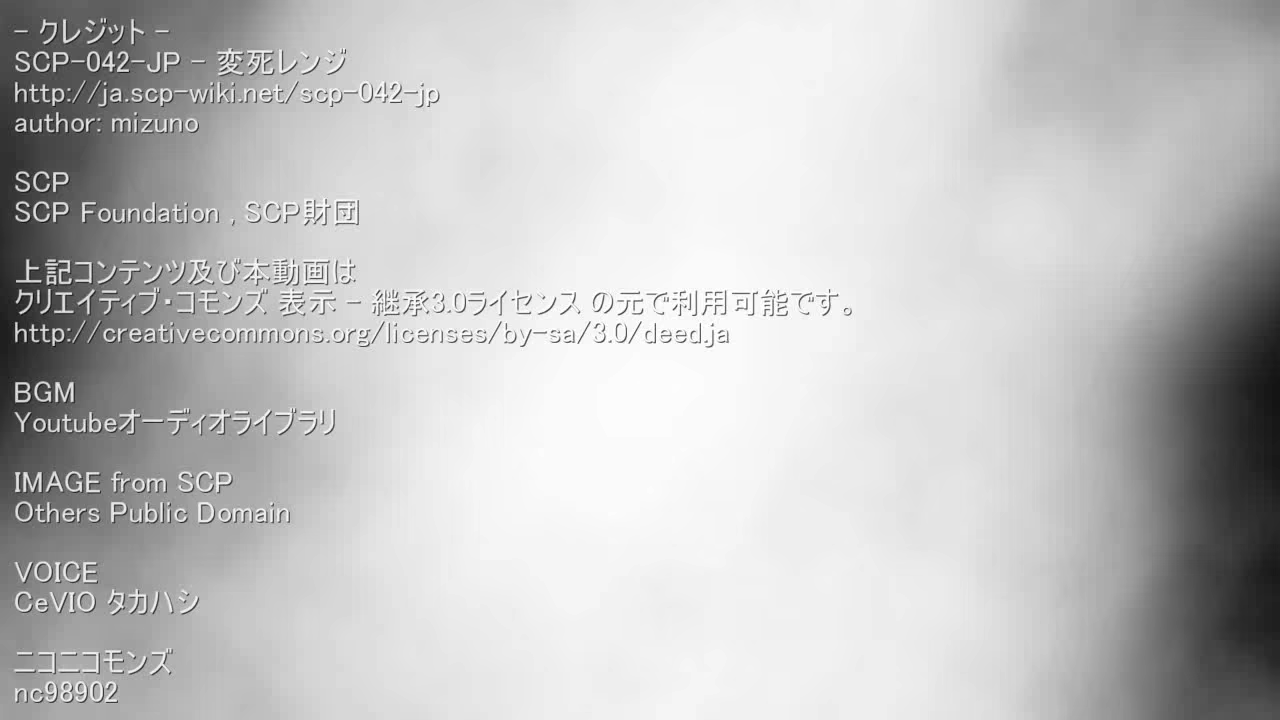 - クレジット -
SCP-042-JP - 変死レンジ
http://ja.scp-wiki.net/scp-042-jp
author: mizuno
SCP
SCP Foundation , SCP財団
上記コンテンツ及び本動画は
クリエイティブ・コモンズ 表示 - 継承3.0ライセンス の元で利用可能です。
http://creativecommons.org/licenses/by-sa/3.0/deed.ja
BGM
Youtubeオーディオライブラリ
IMAGE from SCP
Others Public Domain
VOICE
CeVIO タカハシ
ニコニコモンズ
nc98902